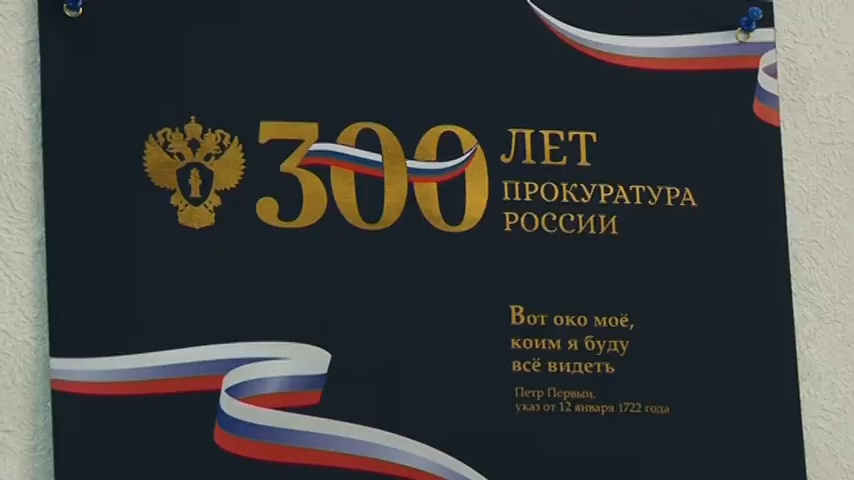 300 ЛЕТ
ПРОКУРАТУРА
РОССИИ
Вот око моё,
коим я буду
всё видеть
Петр Первый,
указ от 12 января 1722 года